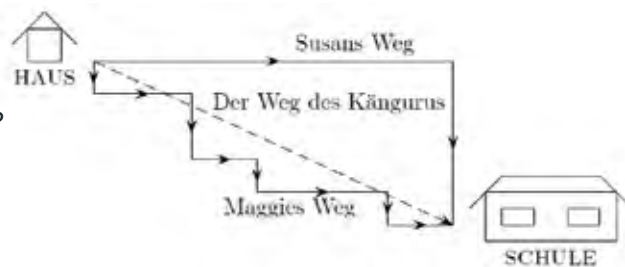 Susans Weg
HAUS
Der Weg des Kängurus
Maggies Weg
SCHULE